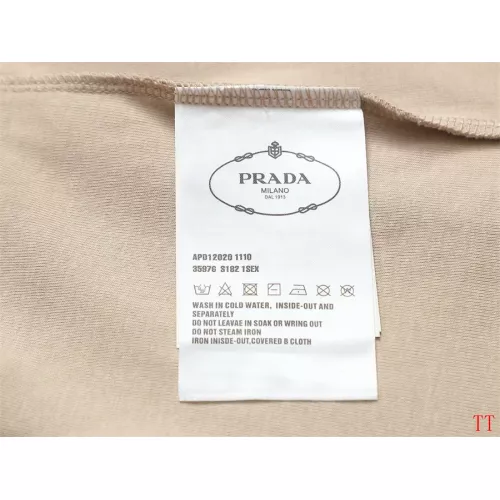 PRADA
MILANO
DAL 1913
APD12020 1110
35976 S182 1SEX
WASH IN COLD WATER, INSIDE-OUT AND
SEPARATELY
DO NOT LEAVAE IN SOAK OR WRING OUT
DO NOT STEAM IRON
IRON INISDE-OUT,COVERED B CLOTH
TT